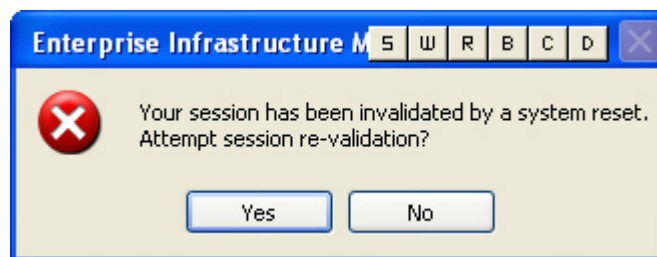 Enterprise Infrastructure M S W R B C D
Your session has been invalidated by a system reset.
Attempt session re-validation?
Yes No